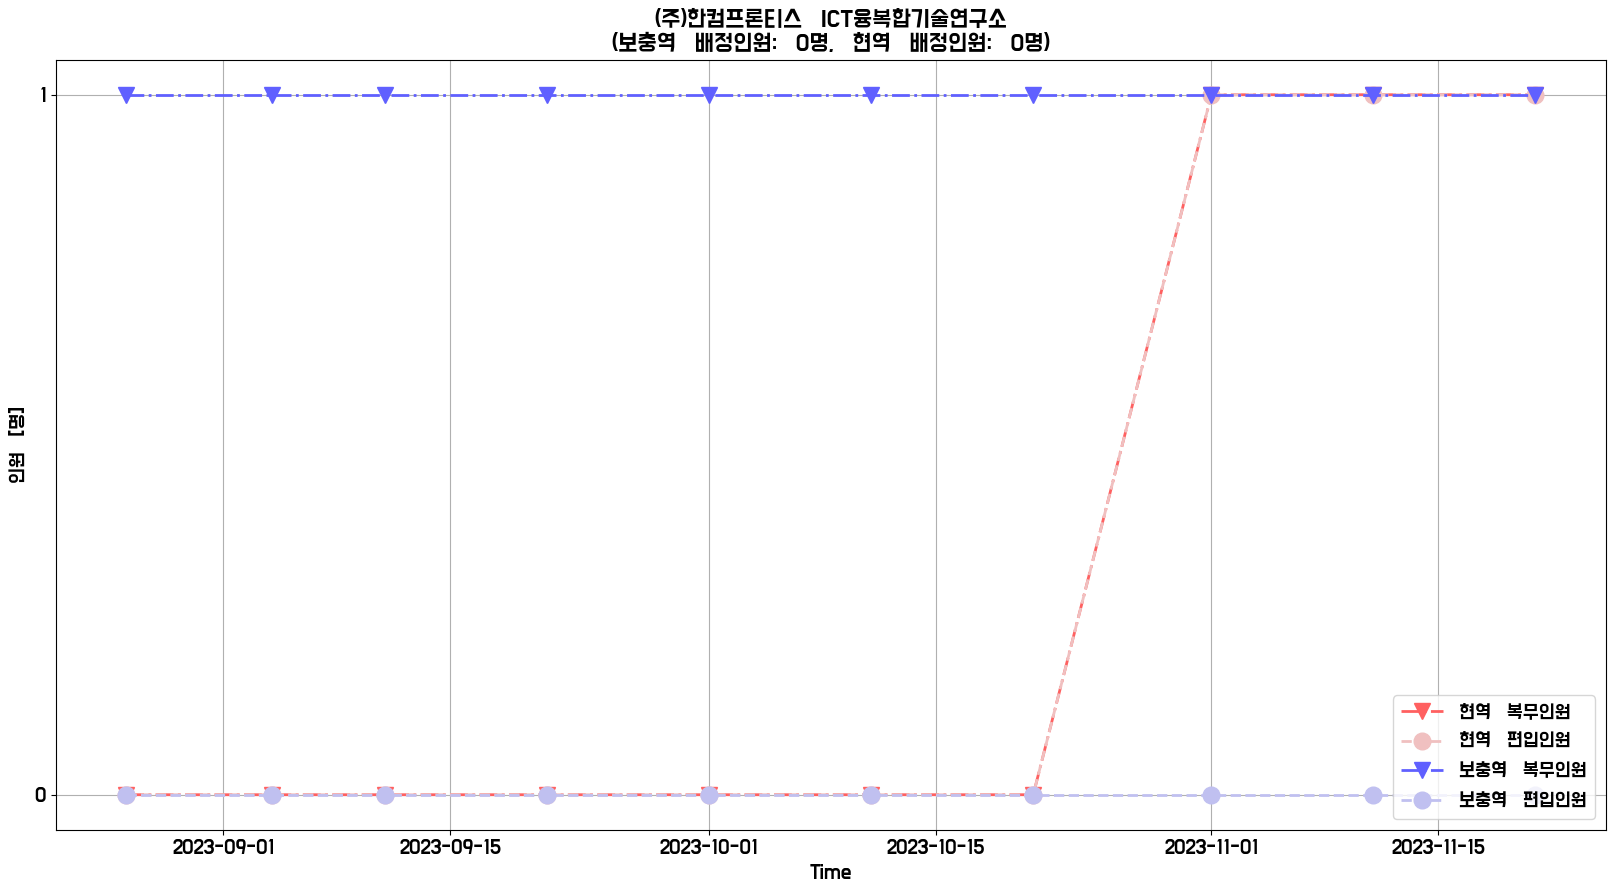 (주)한컴프론티스 ICT융복합기술연구소
(보충역 배정인원: 0명, 현역 배정인원: 0명)
1
인원 [명]
0
2023-09-01
2023-09-15
2023-10-01
2023-10-15
2023-11-01
2023-11-15
Time
현역 복무인원
현역 편입인원
보충역 복무인원
보충역 편입인원